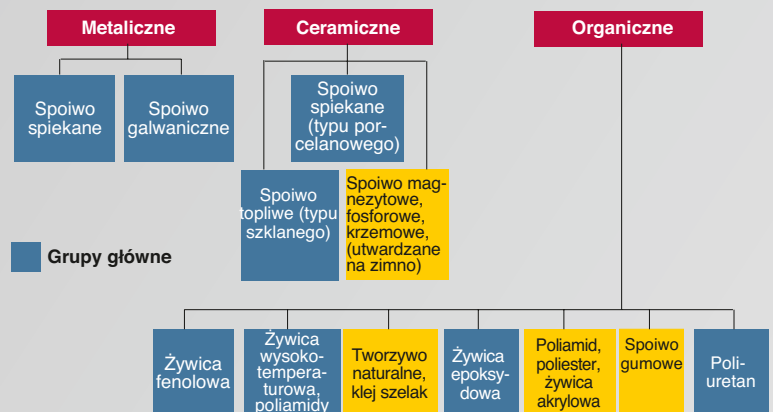 Metaliczne
Ceramiczne
Organiczne
Spoiwo
spiekane
Spoiwo
galwaniczne
Spoiwo
spiekane
(typu por-
celanowego)
Spoiwo
topliwe (typu
szklanego)
Spoiwo mag-
nezytowe,
fosforowe,
krzemowe,
(utwardzane
na zimno)
Grupy główne
Żywica
fenolowa
Żywica
wysoko-
tempera-
turowa,
poliamidy
Tworzywo
naturalne,
klej szelak
Żywica
epoksy-
dowa
Poliamid,
poliester,
żywica
akrylowa
Spoiwo
gumowe
Poli-
uretan